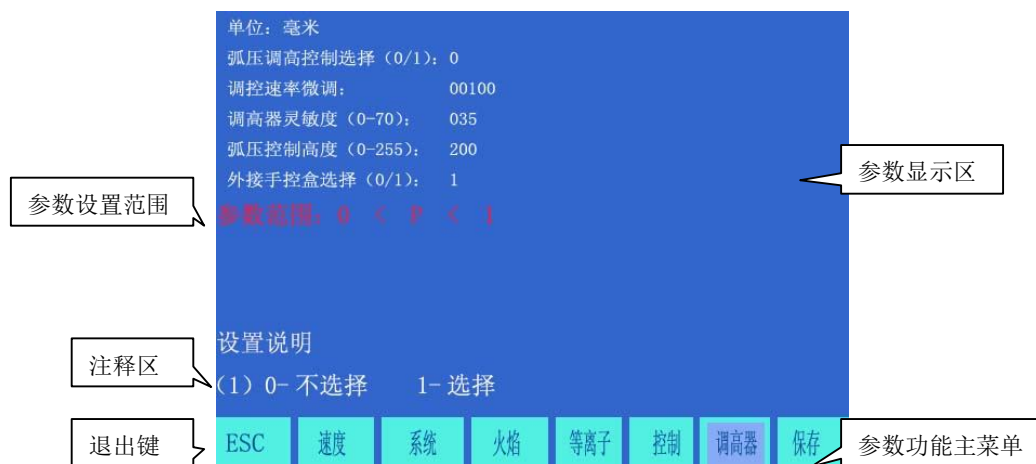 单位：毫米
弧压调高控制选择（0/1）：0
调控速率微调： 00100
调高器灵敏度（0-70）： 035
弧压控制高度（0-255）： 200
外接手控盒选择（0/1）： 1
参数显示区
参数设置范围
参数范围：0 < P < 1
设置说明
注释区
（1）0- 不选择 1- 选择
退出键
ESC 速度 系统 火焰 等离子 控制 调高器 保存
参数功能主菜单